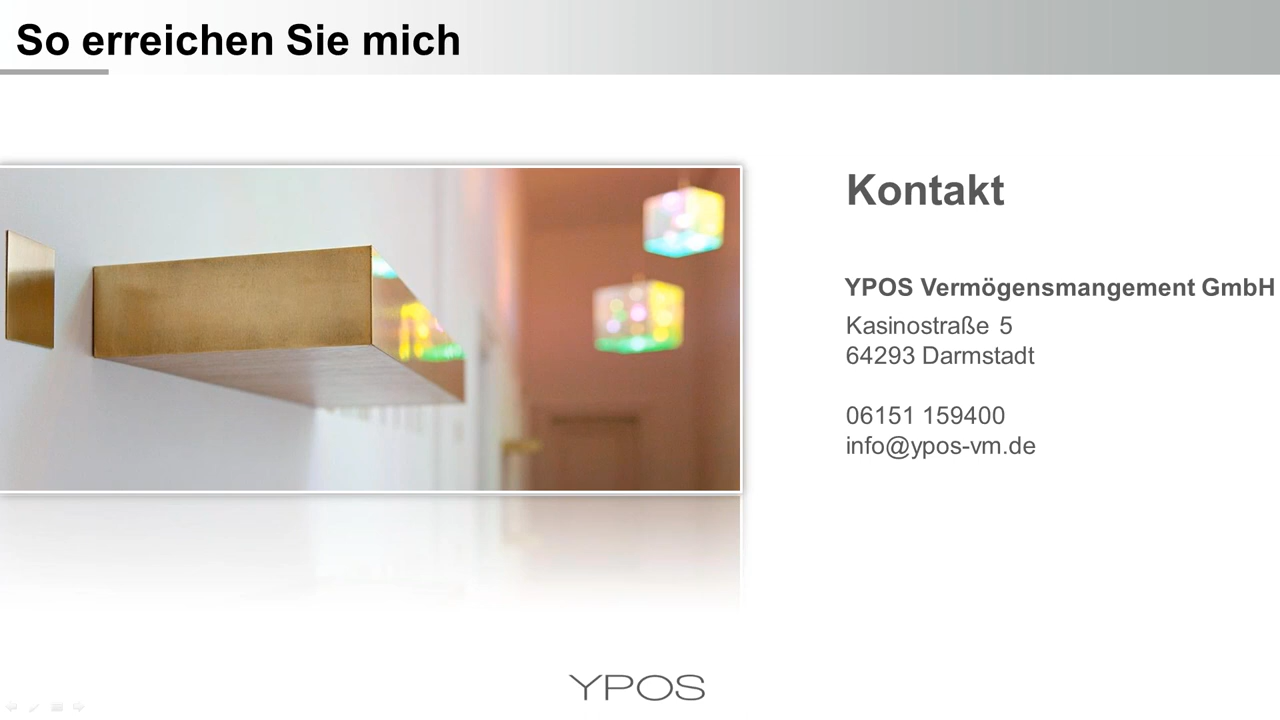 So erreichen Sie mich
Kontakt
YPOS Vermögensmangement GmbH
Kasinostraße 5
64293 Darmstadt
06151 159400
info@ypos-vm.de
YPOS